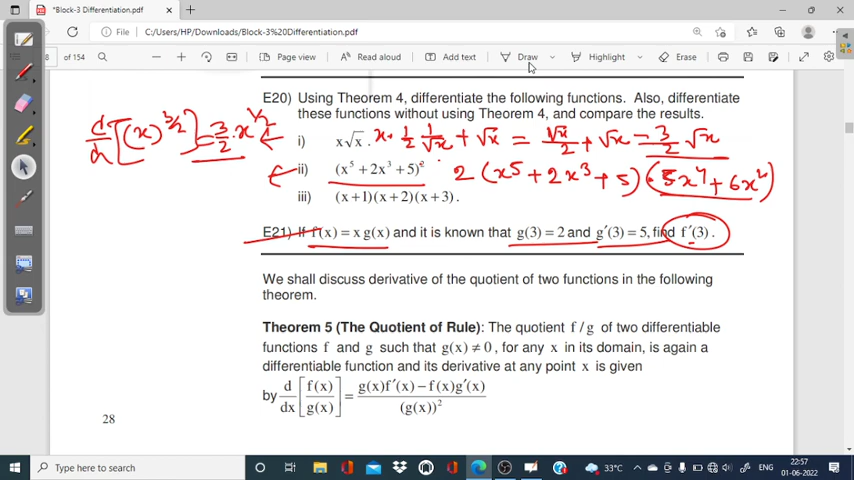 *Block-3 Differentiation.pdf
File C:/Users/HP/Downloads/Block-3%20Differentiation.pdf
of 154 Page view Read aloud Add text Draw Highlight Erase
E20) Using Theorem 4, differentiate the following functions. Also, differentiate
these functions without using Theorem 4, and compare the results.
d/dx [(x)^3/2] = 3/2 · x^1/2
i) x√x x· 1/2 1/√x + √x = √x/2 + √x = 3/2 √x
ii) (x⁵ + 2x³ + 5)² 2 (x⁵ + 2x³ + 5) (5x⁴ + 6x²)
iii) (x+1)(x+2)(x+3).
E21) If f(x) = x g(x) and it is known that g(3) = 2 and g′(3) = 5, find f′(3).
We shall discuss derivative of the quotient of two functions in the following
theorem.
Theorem 5 (The Quotient of Rule): The quotient f/g of two differentiable
functions f and g such that g(x) ≠ 0, for any x in its domain, is again a
differentiable function and its derivative at any point x is given
by d/dx [f(x)/g(x)] = g(x)f′(x) − f(x)g′(x) / (g(x))²
28
Type here to search 33°C ENG 22:57
01-06-2022